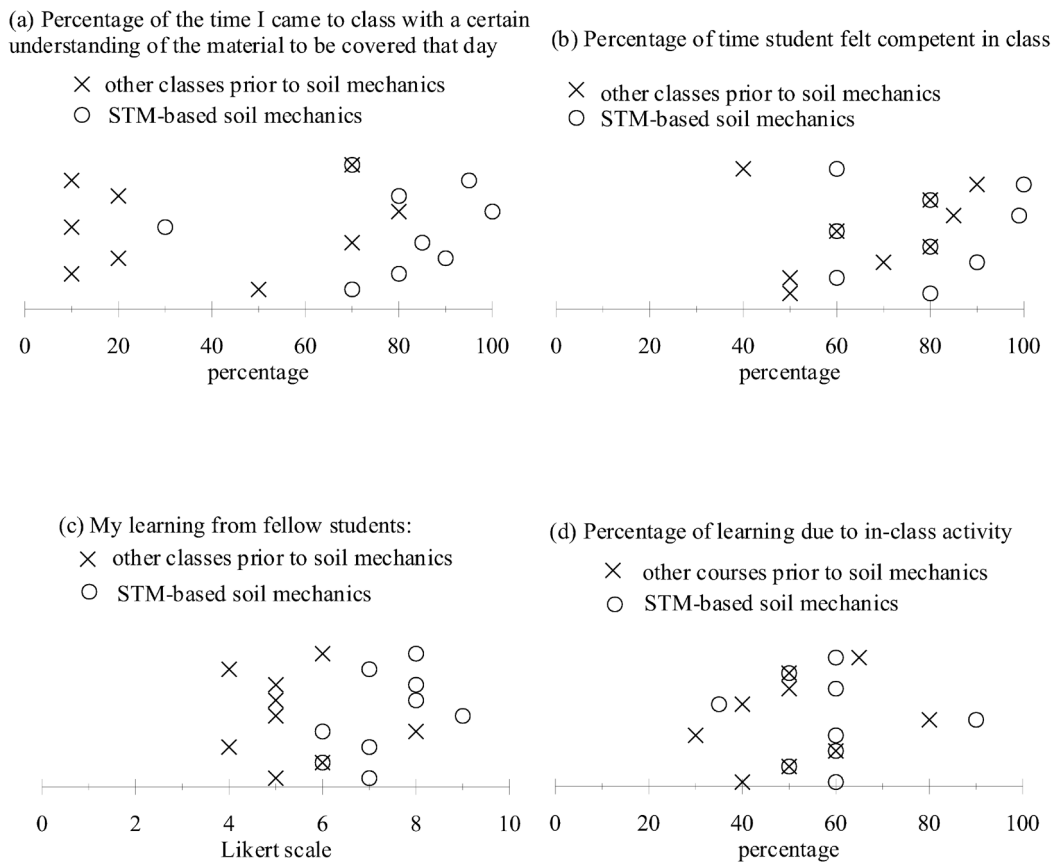 (a) Percentage of the time I came to class with a certain
understanding of the material to be covered that day
other classes prior to soil mechanics
STM-based soil mechanics
0 20 40 60 80 100
percentage
(b) Percentage of time student felt competent in class
other classes prior to soil mechanics
STM-based soil mechanics
0 20 40 60 80 100
percentage
(c) My learning from fellow students:
other classes prior to soil mechanics
STM-based soil mechanics
0 2 4 6 8 10
Likert scale
(d) Percentage of learning due to in-class activity
other courses prior to soil mechanics
STM-based soil mechanics
0 20 40 60 80 100
percentage